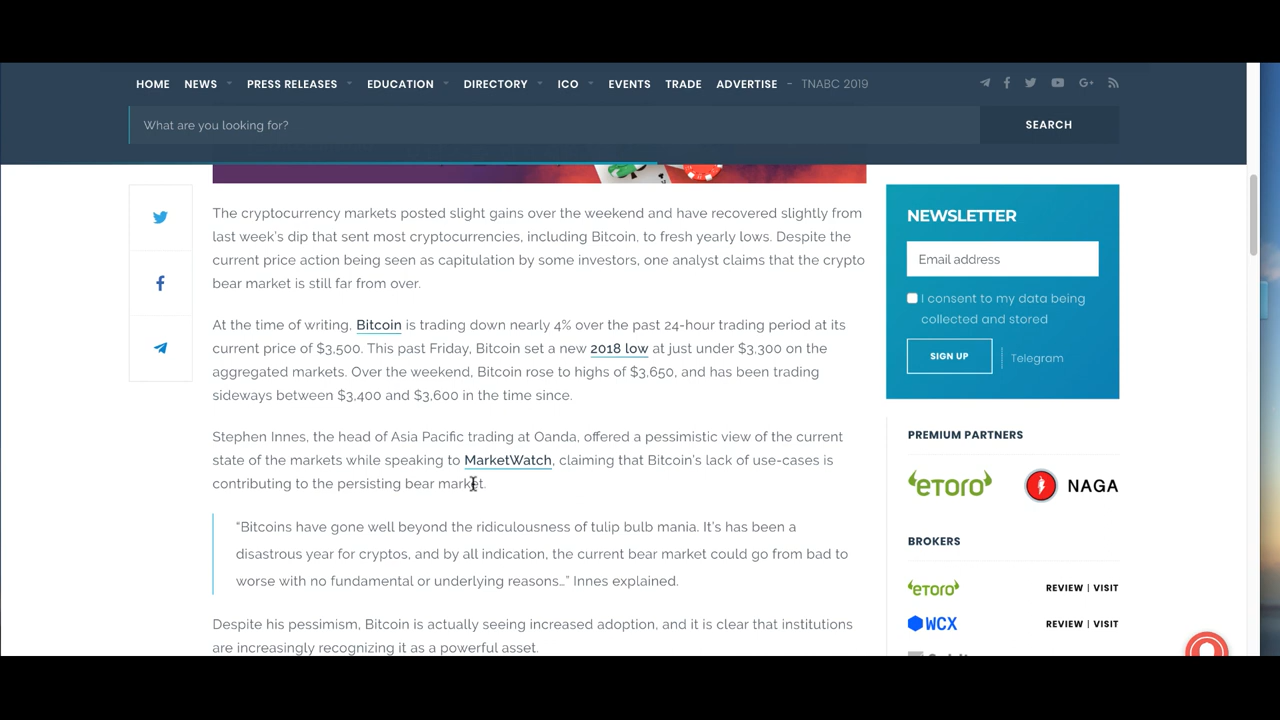 HOME NEWS PRESS RELEASES EDUCATION DIRECTORY ICO EVENTS TRADE ADVERTISE – TNABC 2019
What are you looking for? SEARCH
The cryptocurrency markets posted slight gains over the weekend and have recovered slightly from
last week's dip that sent most cryptocurrencies, including Bitcoin, to fresh yearly lows. Despite the
current price action being seen as capitulation by some investors, one analyst claims that the crypto
bear market is still far from over.
At the time of writing, Bitcoin is trading down nearly 4% over the past 24-hour trading period at its
current price of $3,500. This past Friday, Bitcoin set a new 2018 low at just under $3,300 on the
aggregated markets. Over the weekend, Bitcoin rose to highs of $3,650, and has been trading
sideways between $3,400 and $3,600 in the time since.
Stephen Innes, the head of Asia Pacific trading at Oanda, offered a pessimistic view of the current
state of the markets while speaking to MarketWatch, claiming that Bitcoin's lack of use-cases is
contributing to the persisting bear market.
“Bitcoins have gone well beyond the ridiculousness of tulip bulb mania. It's has been a
disastrous year for cryptos, and by all indication, the current bear market could go from bad to
worse with no fundamental or underlying reasons…” Innes explained.
Despite his pessimism, Bitcoin is actually seeing increased adoption, and it is clear that institutions
are increasingly recognizing it as a powerful asset.
NEWSLETTER
Email address
I consent to my data being
collected and stored
SIGN UP Telegram
PREMIUM PARTNERS
eToro NAGA
BROKERS
eToro REVIEW | VISIT
WCX REVIEW | VISIT